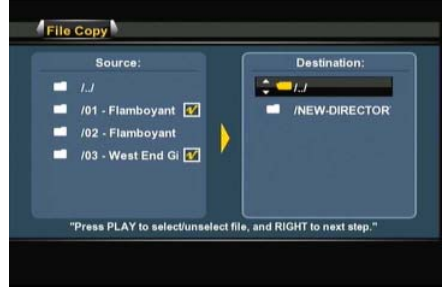 File Copy
Source:
/../
/01 - Flamboyant
/02 - Flamboyant
/03 - West End Gi
Destination:
/../
/NEW-DIRECTOR
"Press PLAY to select/unselect file, and RIGHT to next step."